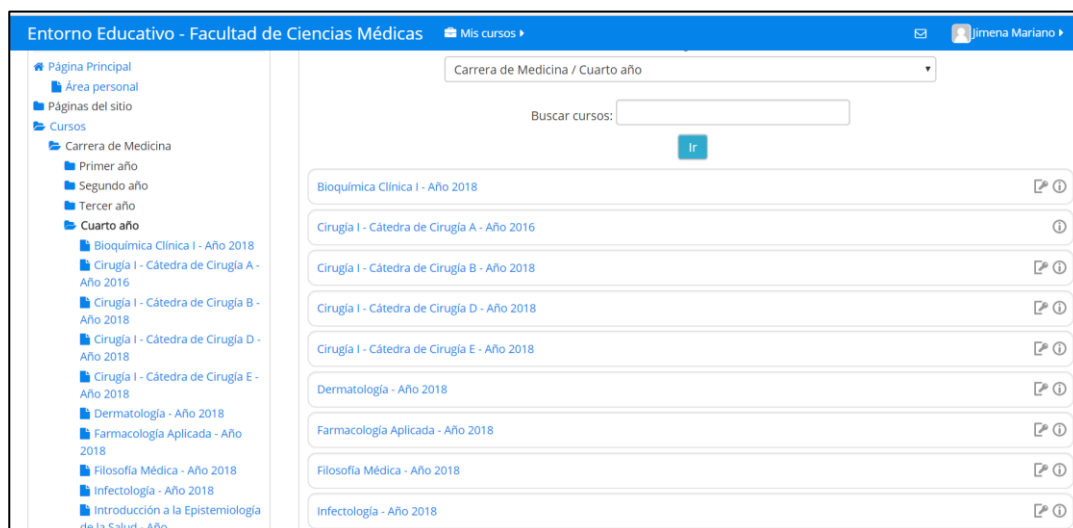 Entorno Educativo - Facultad de Ciencias Médicas
Mis cursos
Jimena Mariano
Página Principal
Área personal
Páginas del sitio
Cursos
Carrera de Medicina
Primer año
Segundo año
Tercer año
Cuarto año
Bioquímica Clínica I - Año 2018
Cirugía I - Cátedra de Cirugía A -
Año 2016
Cirugía I - Cátedra de Cirugía B -
Año 2018
Cirugía I - Cátedra de Cirugía D -
Año 2018
Cirugía I - Cátedra de Cirugía E -
Año 2018
Dermatología - Año 2018
Farmacología Aplicada - Año
2018
Filosofía Médica - Año 2018
Infectología - Año 2018
Introducción a la Epistemiología
de la Salud - Año
Carrera de Medicina / Cuarto año
Buscar cursos:
Ir
Bioquímica Clínica I - Año 2018
Cirugía I - Cátedra de Cirugía A - Año 2016
Cirugía I - Cátedra de Cirugía B - Año 2018
Cirugía I - Cátedra de Cirugía D - Año 2018
Cirugía I - Cátedra de Cirugía E - Año 2018
Dermatología - Año 2018
Farmacología Aplicada - Año 2018
Filosofía Médica - Año 2018
Infectología - Año 2018